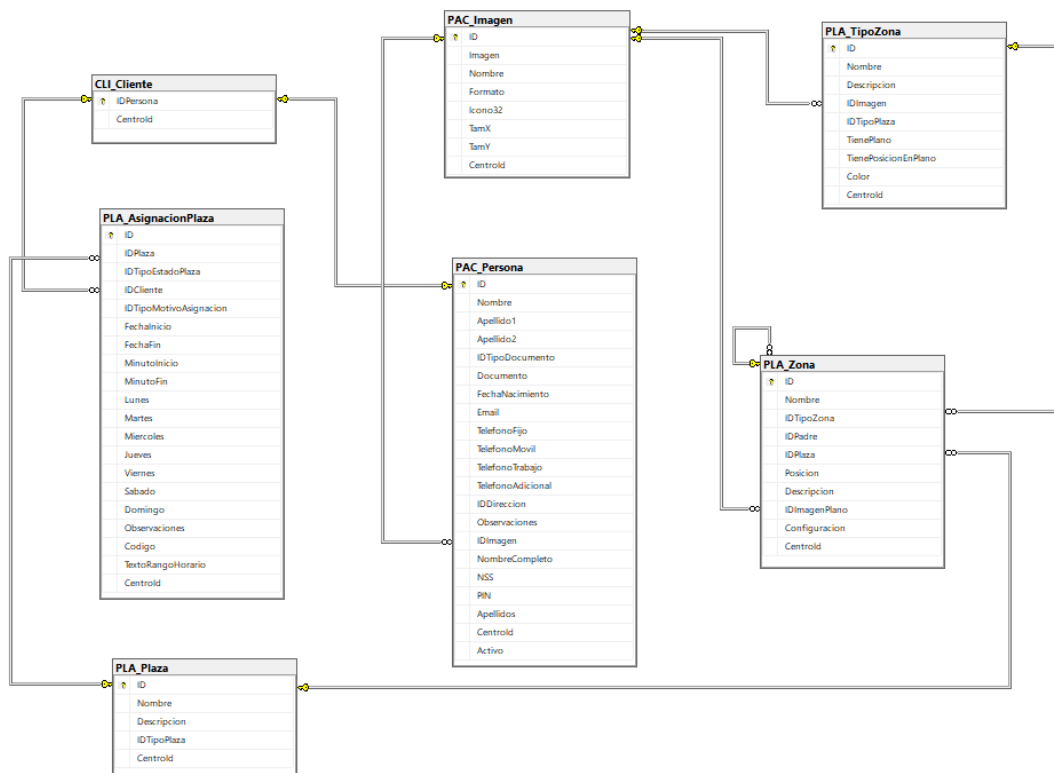 PAC_Imagen
ID
Imagen
Nombre
Formato
Icono32
TamX
TamY
CentroId
PLA_TipoZona
ID
Nombre
Descripcion
IDImagen
IDTipoPlaza
TienePlano
TienePosicionEnPlano
Color
CentroId
CLI_Cliente
IDPersona
CentroId
PLA_AsignacionPlaza
ID
IDPlaza
IDTipoEstadoPlaza
IDCliente
IDTipoMotivoAsignacion
FechaInicio
FechaFin
MinutoInicio
MinutoFin
Lunes
Martes
Miercoles
Jueves
Viernes
Sabado
Domingo
Observaciones
Codigo
TextoRangoHorario
CentroId
PAC_Persona
ID
Nombre
Apellido1
Apellido2
IDTipoDocumento
Documento
FechaNacimiento
Email
TelefonoFijo
TelefonoMovil
TelefonoTrabajo
TelefonoAdicional
IDDireccion
Observaciones
IDImagen
NombreCompleto
NSS
PIN
Apellidos
CentroId
Activo
PLA_Zona
ID
Nombre
IDTipoZona
IDPadre
IDPlaza
Posicion
Descripcion
IDImagenPlano
Configuracion
CentroId
PLA_Plaza
ID
Nombre
Descripcion
IDTipoPlaza
CentroId